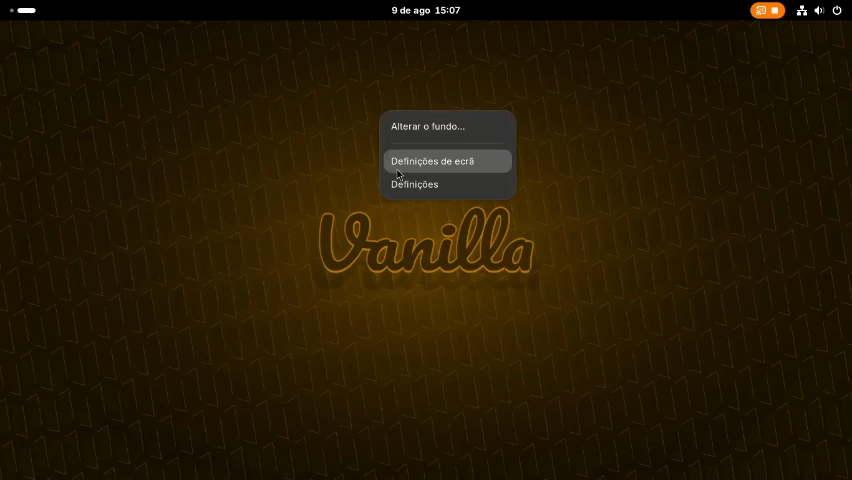 9 de ago 15:07
Alterar o fundo...
Definições de ecrã
Definições
Vanilla